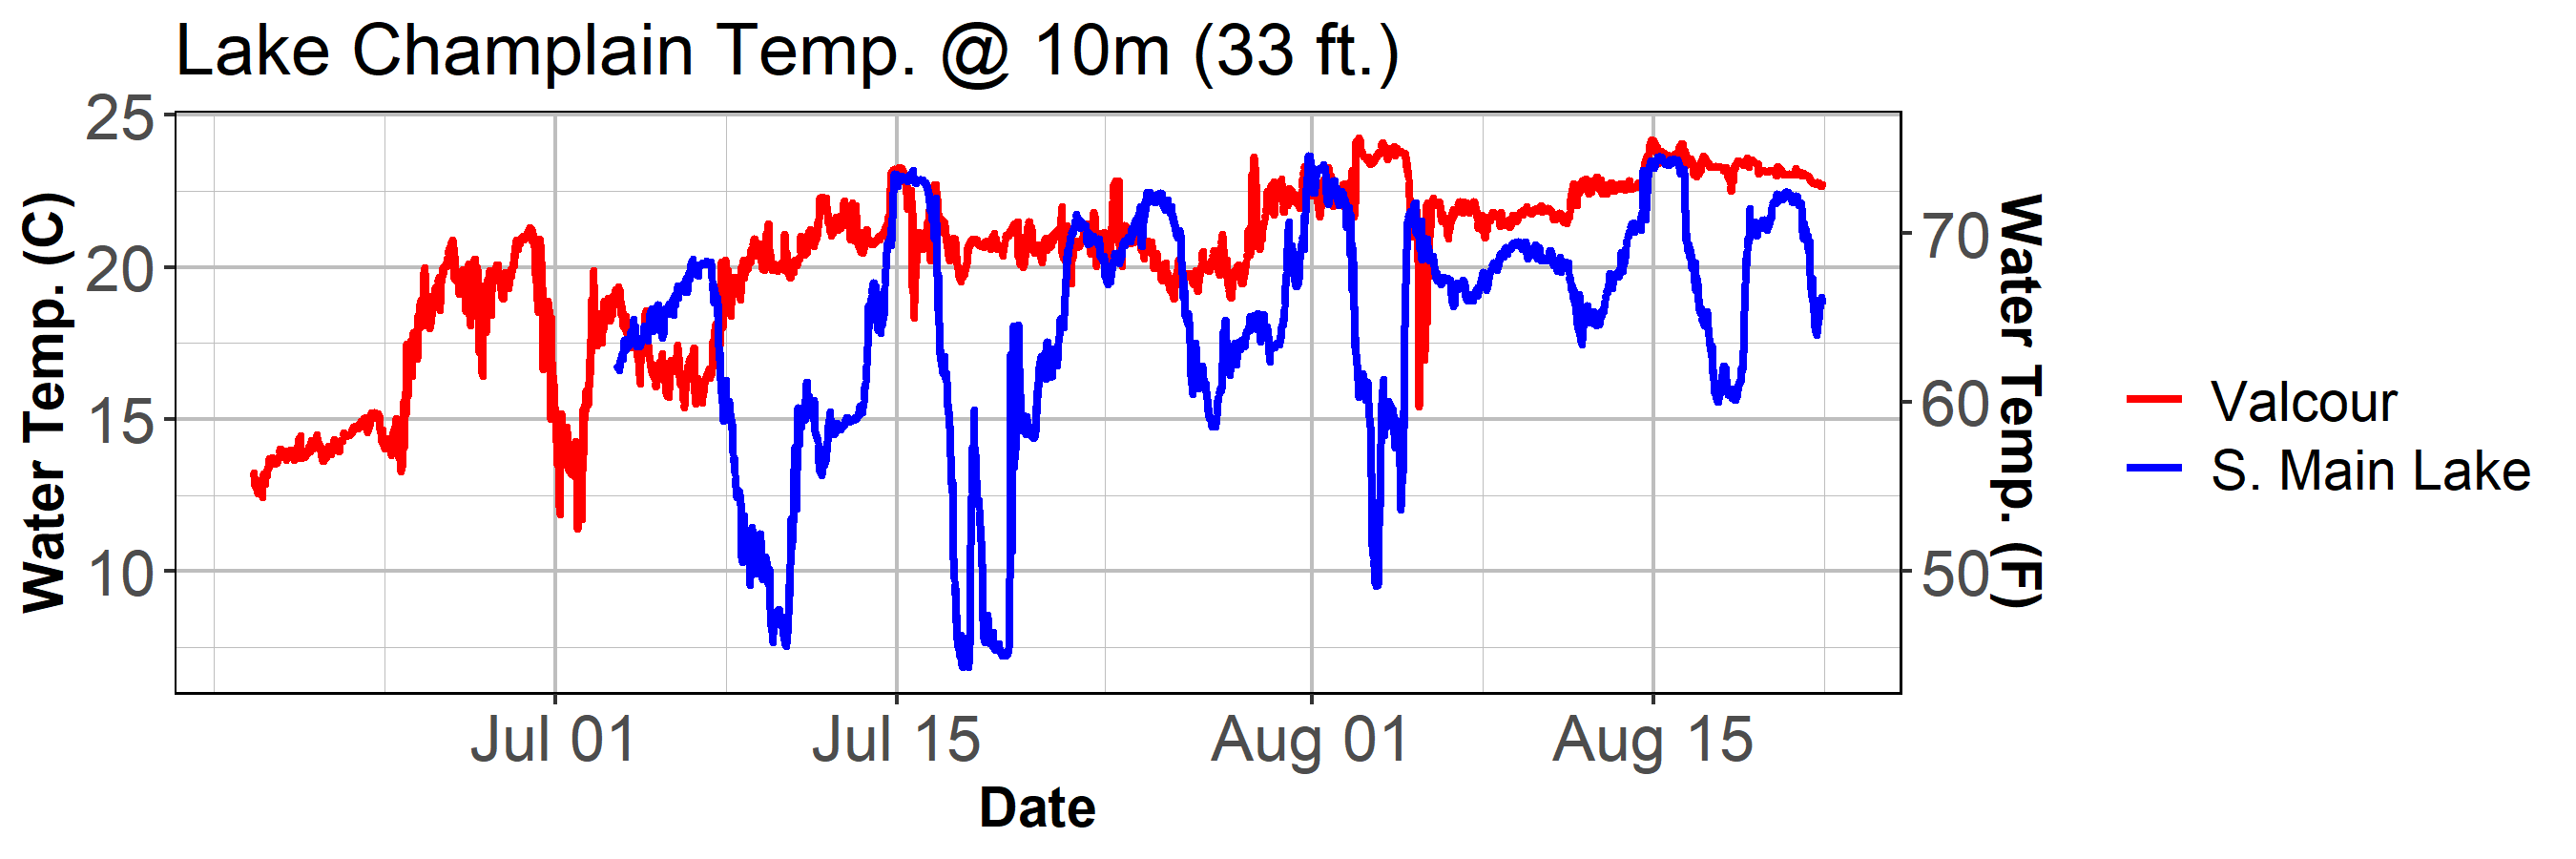 Lake Champlain Temp. @ 10m (33 ft.)
Water Temp. (C)
25
20
15
10
70
60
50
Water Temp. (F)
Jul 01
Jul 15
Aug 01
Aug 15
Date
Valcour
S. Main Lake